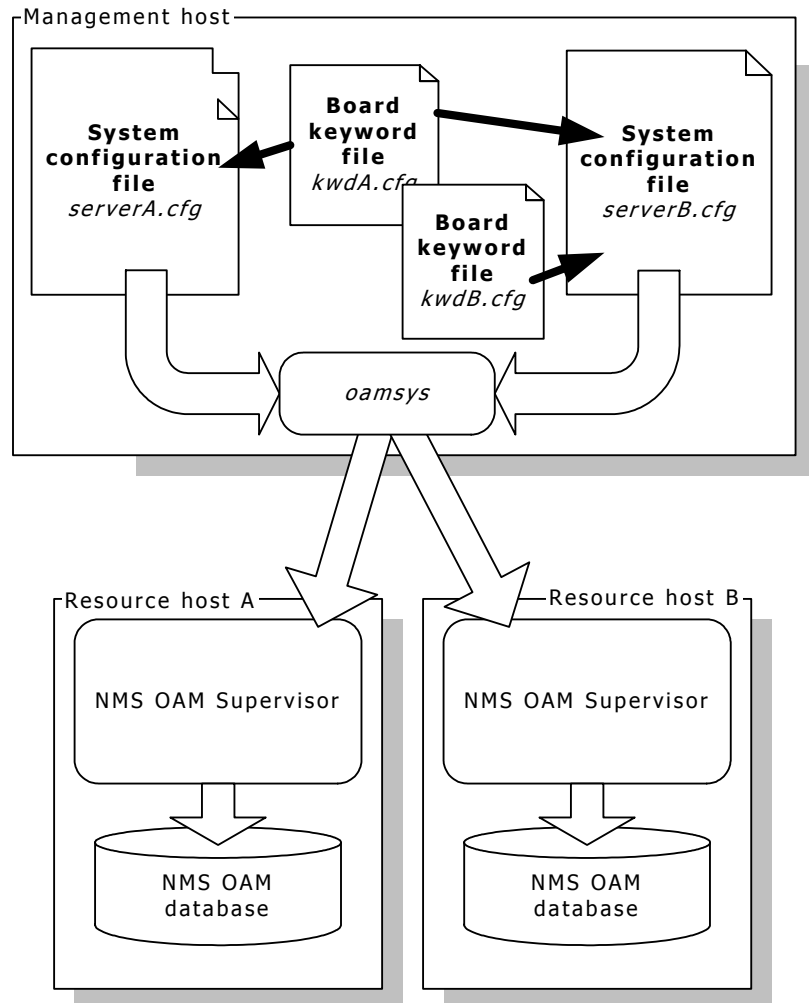 Management host
System
configuration
file
serverA.cfg
Board
keyword
file
kwdA.cfg
Board
keyword
file
kwdB.cfg
System
configuration
file
serverB.cfg
oamsys
Resource host A
NMS OAM Supervisor
NMS OAM
database
Resource host B
NMS OAM Supervisor
NMS OAM
database